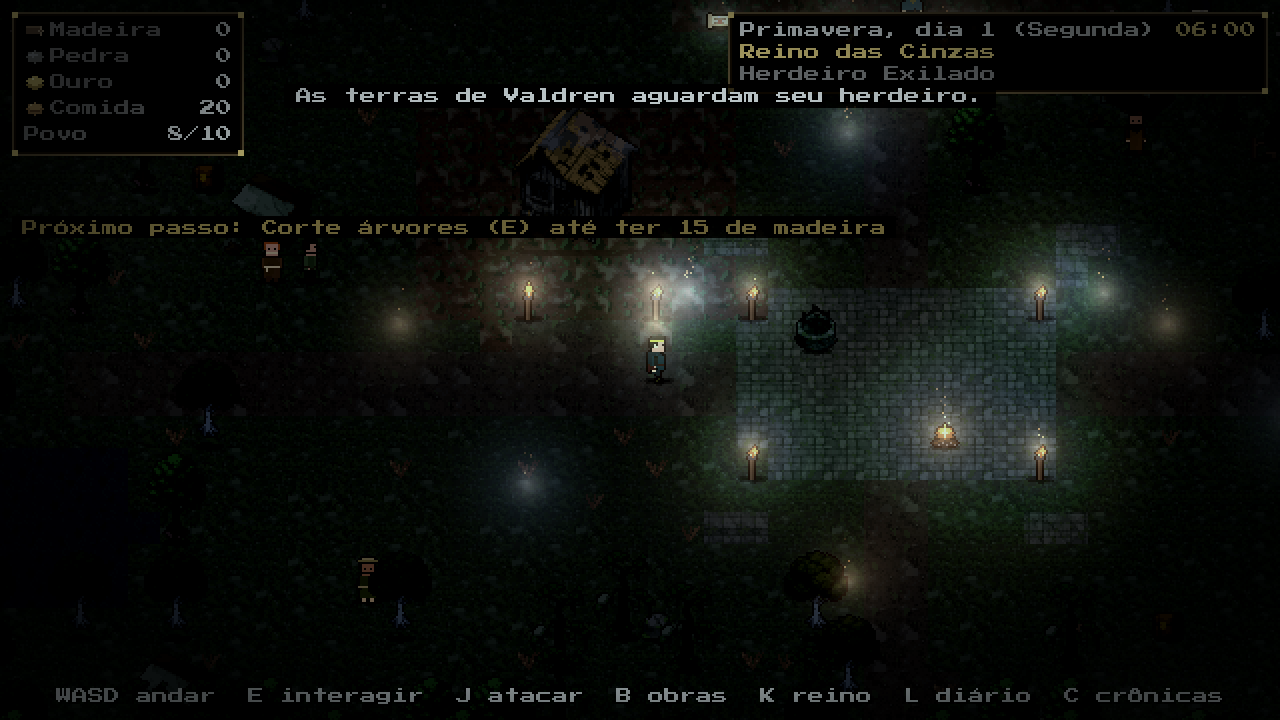 Madeira 0
Pedra 0
Ouro 0
Comida 20
Povo 8/10
Primavera, dia 1 (Segunda) 06:00
Reino das Cinzas
Herdeiro Exilado
As terras de Valdren aguardam seu herdeiro.
Próximo passo: Corte árvores (E) até ter 15 de madeira
WASD andar E interagir J atacar B obras K reino L diário C crônicas